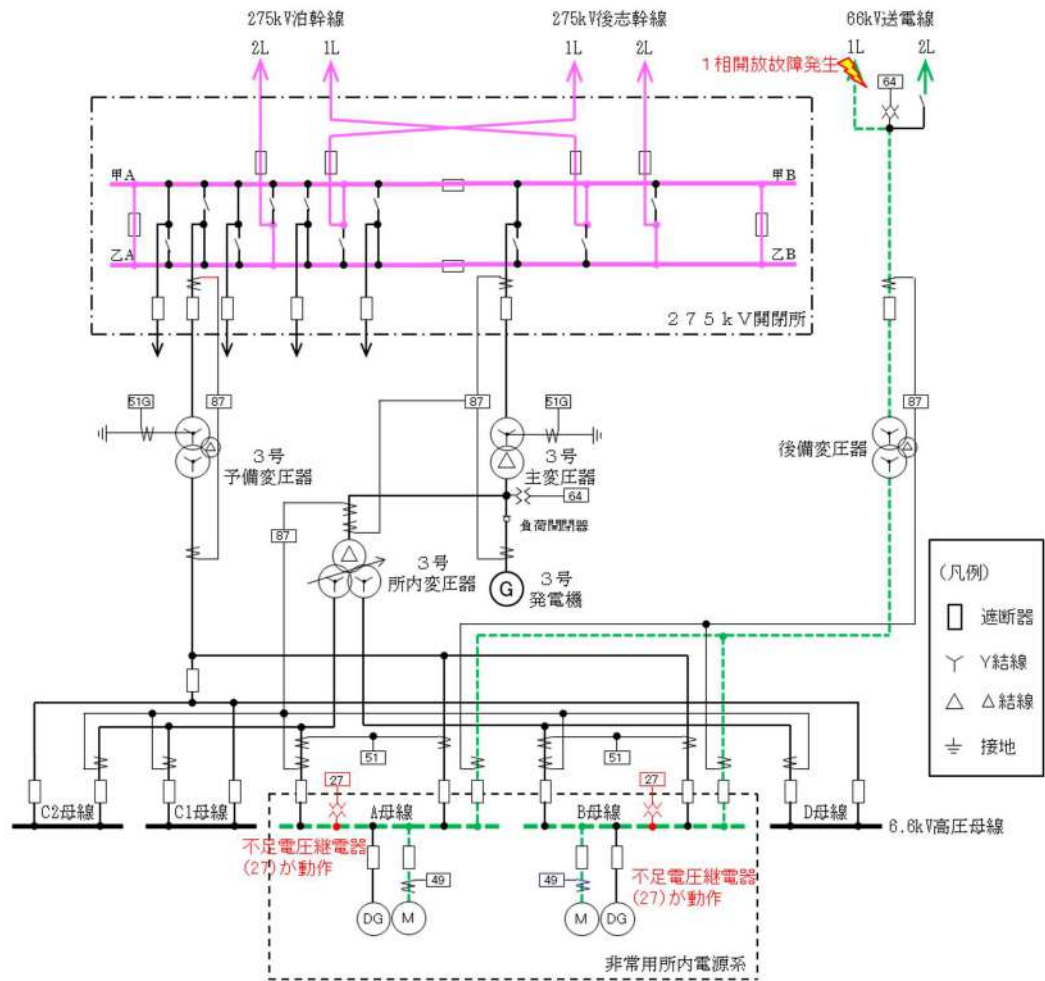 275kV泊幹線
275kV後志幹線
66kV送電線
2L
1L
1L
2L
1L
2L
1相開放故障発生
64
甲A
甲B
乙A
乙B
275kV開閉所
51G
87
87
51G
87
3号
予備変圧器
3号
主変圧器
後備変圧器
64
87
負荷開閉器
3号
所内変圧器
G
3号
発電機
(凡例)
遮断器
Y結線
△結線
接地
51
51
27
27
C2母線
C1母線
A母線
B母線
D母線
6.6kV高圧母線
不足電圧継電器
(27)が動作
不足電圧継電器
(27)が動作
49
49
DG
M
M
DG
非常用所内電源系